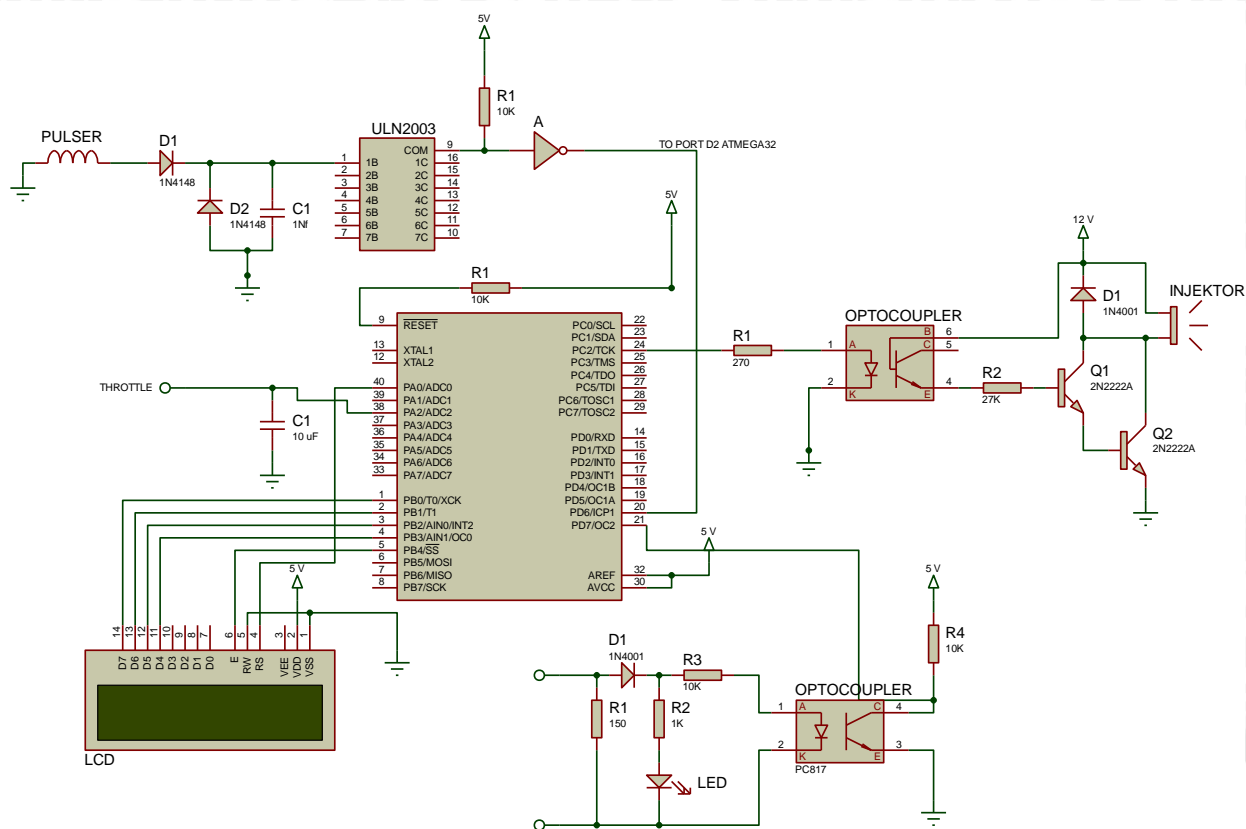 5V
R1
10K
PULSER
D1
1N4148
D2
1N4148
C1
1Nf
ULN2003
1 1B
2 2B
3 3B
4 4B
5 5B
6 6B
7 7B
COM 9
1C 16
2C 15
3C 14
4C 13
5C 12
6C 11
7C 10
A
TO PORT D2 ATMEGA32
5V
R1
10K
9 RESET
13 XTAL1
12 XTAL2
40 PA0/ADC0
39 PA1/ADC1
38 PA2/ADC2
37 PA3/ADC3
36 PA4/ADC4
35 PA5/ADC5
34 PA6/ADC6
33 PA7/ADC7
1 PB0/T0/XCK
2 PB1/T1
3 PB2/AIN0/INT2
4 PB3/AIN1/OC0
5 PB4/SS
6 PB5/MOSI
7 PB6/MISO
8 PB7/SCK
PC0/SCL 22
PC1/SDA 23
PC2/TCK 24
PC3/TMS 25
PC4/TDO 26
PC5/TDI 27
PC6/TOSC1 28
PC7/TOSC2 29
PD0/RXD 14
PD1/TXD 15
PD2/INT0 16
PD3/INT1 17
PD4/OC1B 18
PD5/OC1A 19
PD6/ICP1 20
PD7/OC2 21
AREF 32
AVCC 30
THROTTLE
C1
10 uF
R1
270
OPTOCOUPLER
1 A
2 K
B 6
C 5
E 4
R2
27K
12 V
D1
1N4001
INJEKTOR
Q1
2N2222A
Q2
2N2222A
5 V
5 V
14 13 12 11 10 9 8 7 6 5 4 3 2 1
D7 D6 D5 D4 D3 D2 D1 D0 E RW RS VEE VDD VSS
LCD
D1
1N4001
R3
10K
R1
150
R2
1K
LED
5 V
R4
10K
OPTOCOUPLER
1 A
2 K
C 4
E 3
PC817